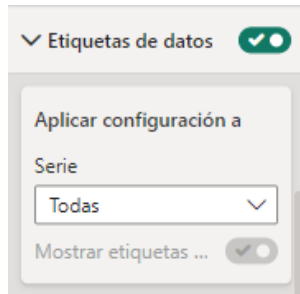 Etiquetas de datos
Aplicar configuración a
Serie
Todas
Mostrar etiquetas ...